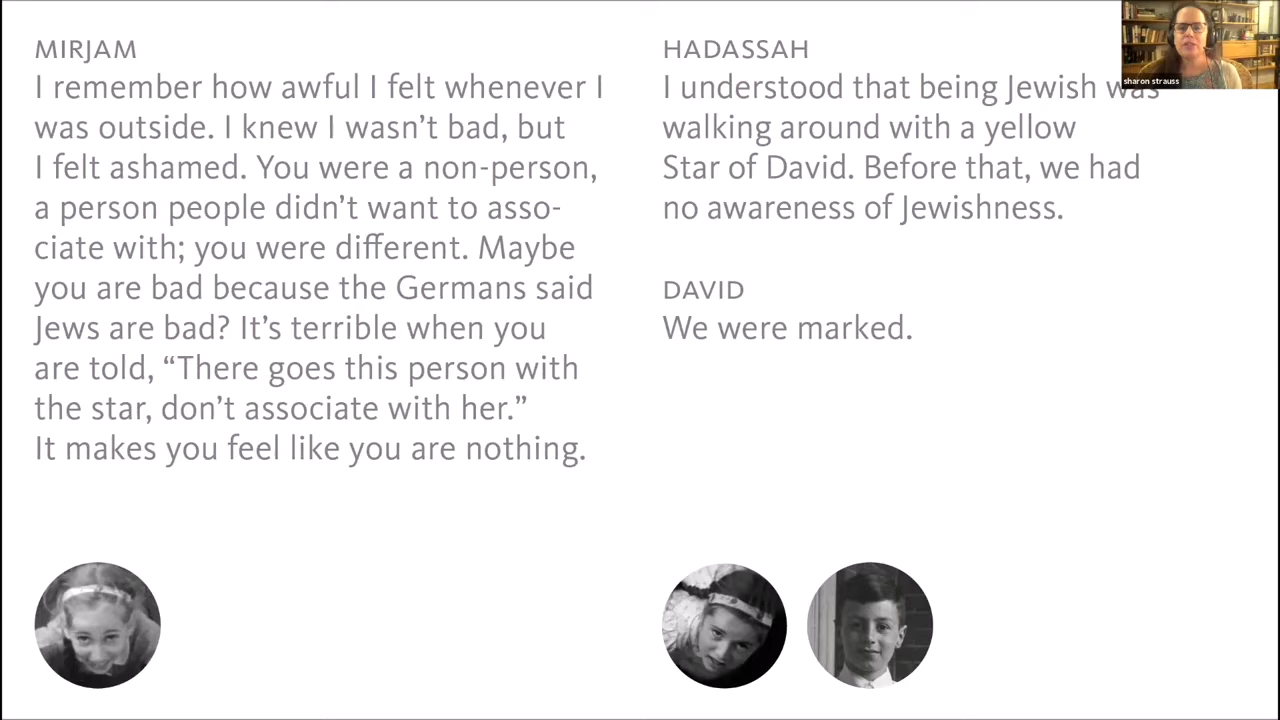 MIRJAM
I remember how awful I felt whenever I
was outside. I knew I wasn’t bad, but
I felt ashamed. You were a non-person,
a person people didn’t want to asso-
ciate with; you were different. Maybe
you are bad because the Germans said
Jews are bad? It’s terrible when you
are told, “There goes this person with
the star, don’t associate with her.”
It makes you feel like you are nothing.
HADASSAH
I understood that being Jewish was
walking around with a yellow
Star of David. Before that, we had
no awareness of Jewishness.
DAVID
We were marked.
sharon strauss